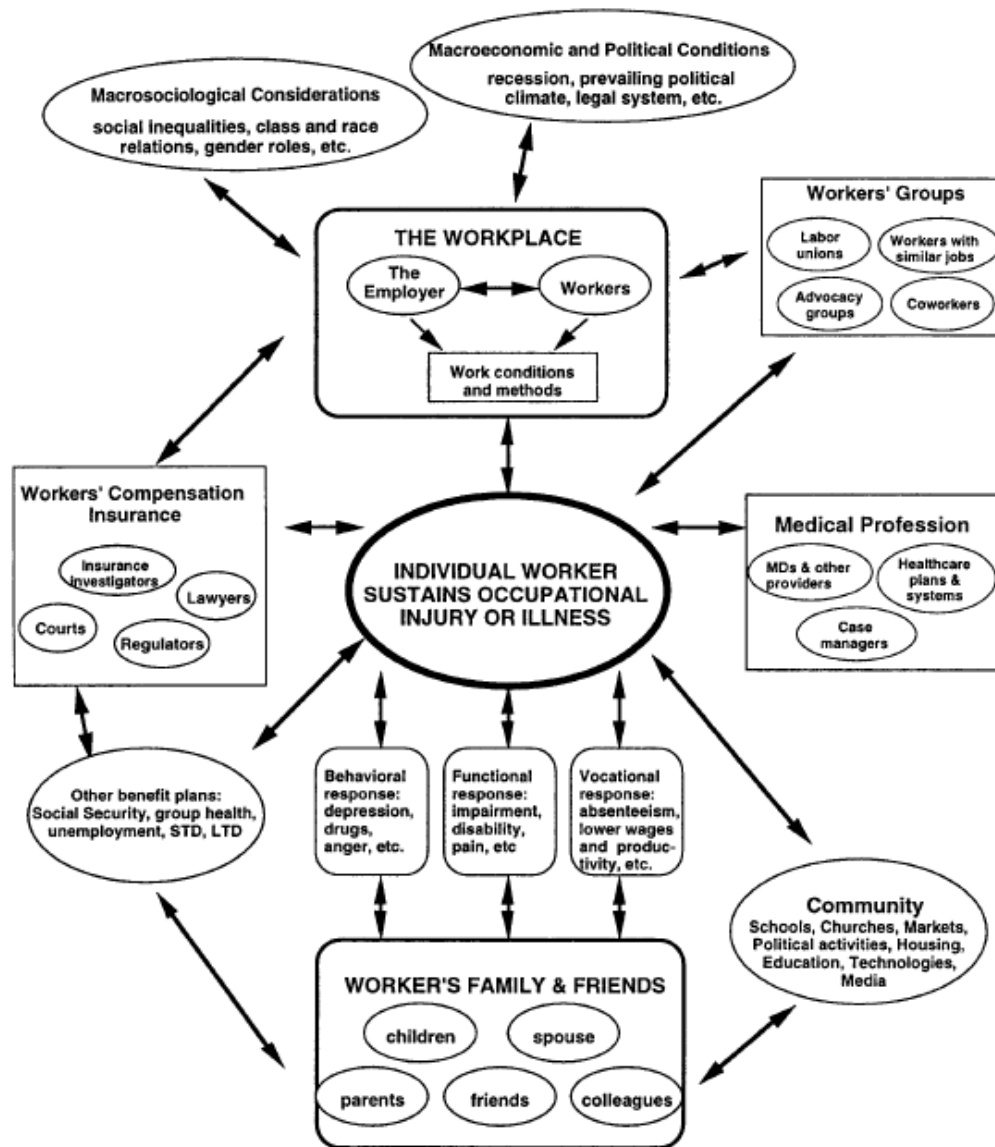 Macroeconomic and Political Conditions
recession, prevailing political
climate, legal system, etc.
Macrosociological Considerations
social inequalities, class and race
relations, gender roles, etc.
Workers' Groups
Labor
unions
Workers with
similar jobs
Advocacy
groups
Coworkers
THE WORKPLACE
The
Employer
Workers
Work conditions
and methods
Workers' Compensation
Insurance
Insurance
investigators
Lawyers
Courts
Regulators
INDIVIDUAL WORKER
SUSTAINS OCCUPATIONAL
INJURY OR ILLNESS
Medical Profession
MDs & other
providers
Healthcare
plans &
systems
Case
managers
Other benefit plans:
Social Security, group health,
unemployment, STD, LTD
Behavioral
response:
depression,
drugs,
anger, etc.
Functional
response:
impairment,
disability,
pain, etc
Vocational
response:
absenteeism,
lower wages
and produc-
tivity, etc.
Community
Schools, Churches, Markets,
Political activities, Housing,
Education, Technologies,
Media
WORKER'S FAMILY & FRIENDS
children
spouse
parents
friends
colleagues